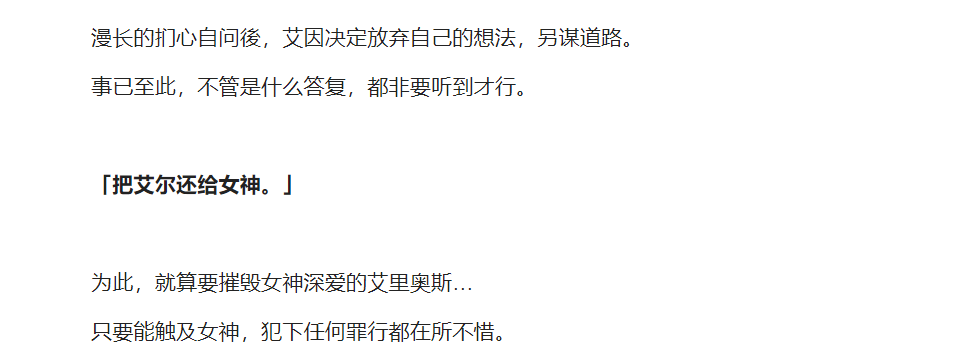 漫长的扪心自问後，艾因决定放弃自己的想法，另谋道路。
事已至此，不管是什么答复，都非要听到才行。
「把艾尔还给女神。」
为此，就算要摧毁女神深爱的艾里奥斯…
只要能触及女神，犯下任何罪行都在所不惜。